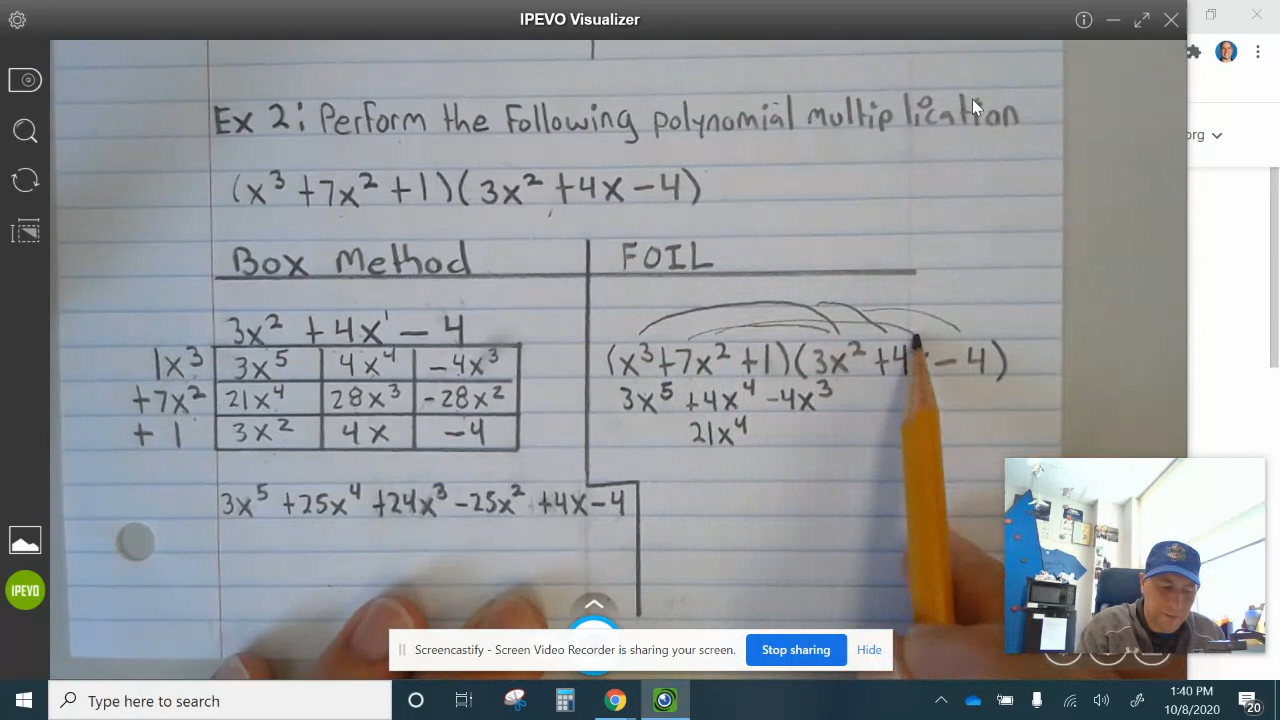 IPEVO Visualizer
org
Ex 2: Perform the Following polynomial multiplication
(x³ +7x² +1)(3x² +4x -4)
Box Method
FOIL
3x² +4x¹ - 4
1x³ 3x⁵ 4x⁴ -4x³
+7x² 21x⁴ 28x³ -28x²
+ 1 3x² 4x -4
3x⁵ +25x⁴ +24x³ -25x² +4x -4
(x³+7x² +1)(3x² +4 - 4)
3x⁵ +4x⁴ -4x³
21x⁴
IPEVO
Screencastify - Screen Video Recorder is sharing your screen.
Stop sharing
Hide
Type here to search
1:40 PM
10/8/2020
20